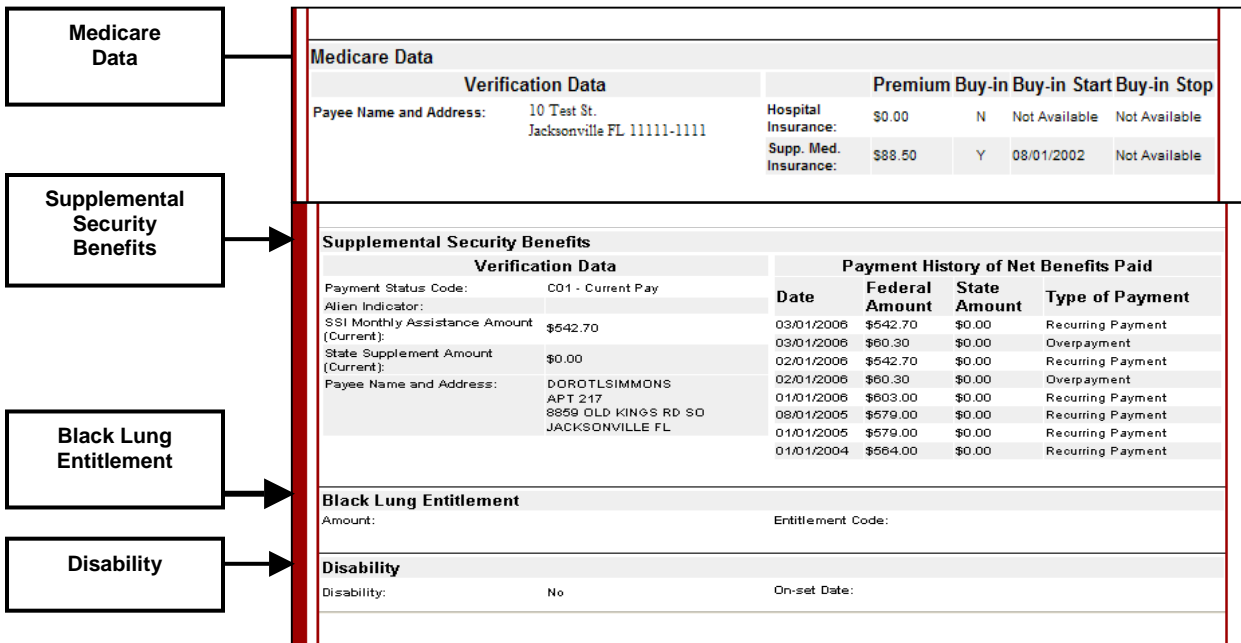 Medicare
Data
Medicare Data
Verification Data
Premium Buy-in Buy-in Start Buy-in Stop
Payee Name and Address: 10 Test St.
Jacksonville FL 11111-1111
Hospital
Insurance: $0.00 N Not Available Not Available
Supp. Med.
Insurance: $88.50 Y 08/01/2002 Not Available
Supplemental
Security
Benefits
Supplemental Security Benefits
Verification Data
Payment Status Code: C01 - Current Pay
Alien Indicator:
SSI Monthly Assistance Amount
(Current): $542.70
State Supplement Amount
(Current): $0.00
Payee Name and Address: DOROTLSIMMONS
APT 217
8859 OLD KINGS RD SO
JACKSONVILLE FL
Payment History of Net Benefits Paid
Date Federal Amount State Amount Type of Payment
03/01/2006 $542.70 $0.00 Recurring Payment
03/01/2006 $60.30 $0.00 Overpayment
02/01/2006 $542.70 $0.00 Recurring Payment
02/01/2006 $60.30 $0.00 Overpayment
01/01/2006 $603.00 $0.00 Recurring Payment
08/01/2005 $579.00 $0.00 Recurring Payment
01/01/2005 $579.00 $0.00 Recurring Payment
01/01/2004 $564.00 $0.00 Recurring Payment
Black Lung
Entitlement
Black Lung Entitlement
Amount: Entitlement Code:
Disability
Disability
Disability: No On-set Date: